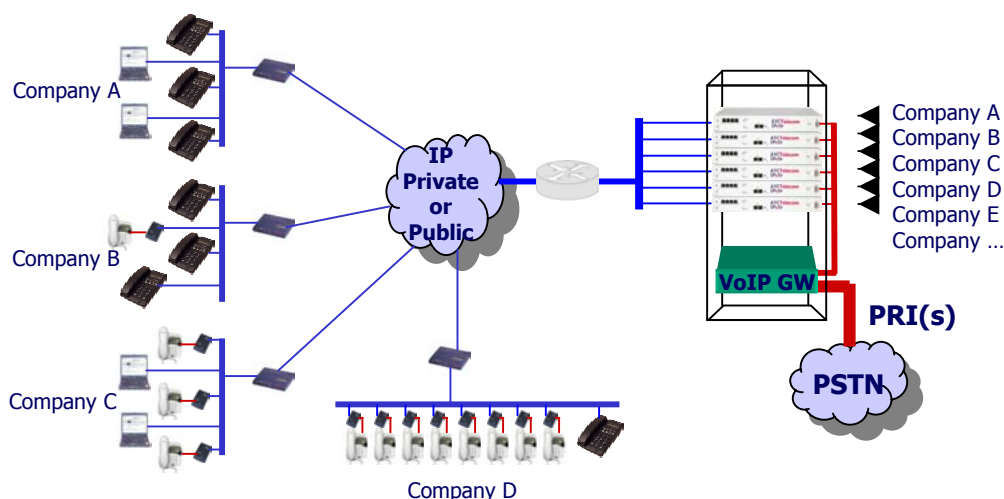 Company A
Company B
Company C
Company D
IP
Private
or
Public
VoIP GW
PRI(s)
PSTN
Company A
Company B
Company C
Company D
Company E
Company ...